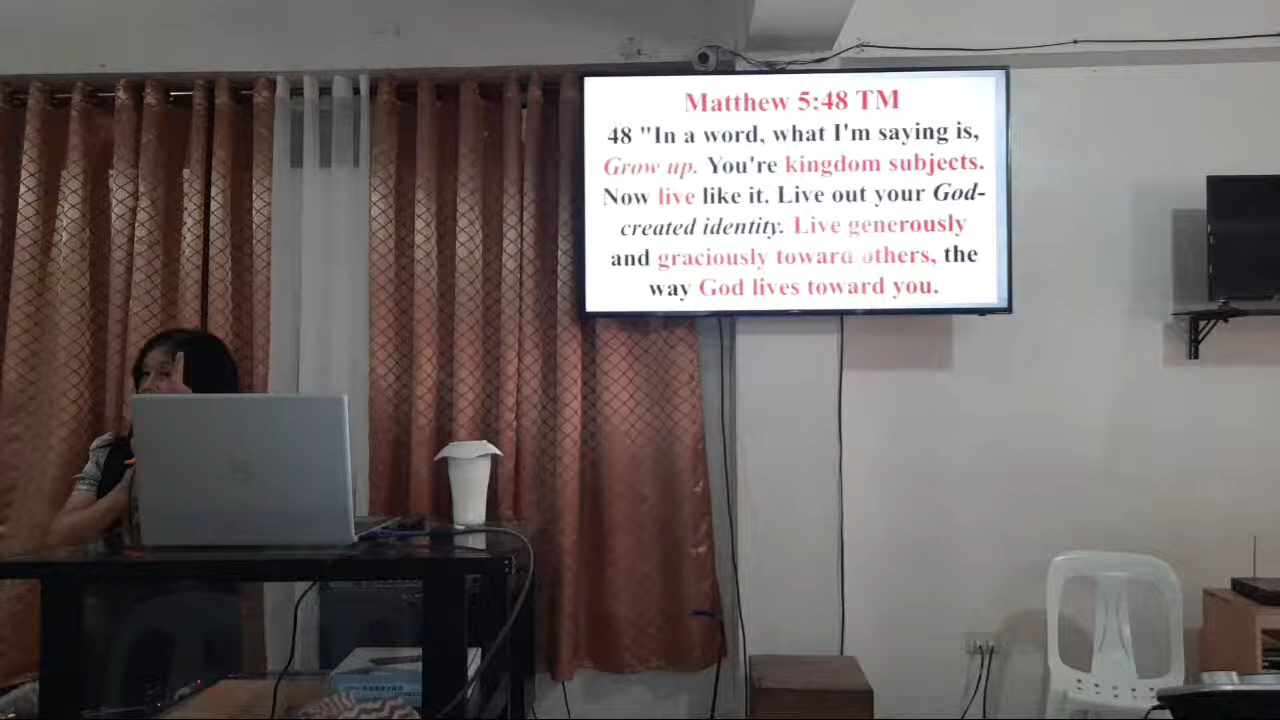 Matthew 5:48 TM
48 "In a word, what I'm saying is,
Grow up. You're kingdom subjects.
Now live like it. Live out your God-
created identity. Live generously
and graciously toward others, the
way God lives toward you.